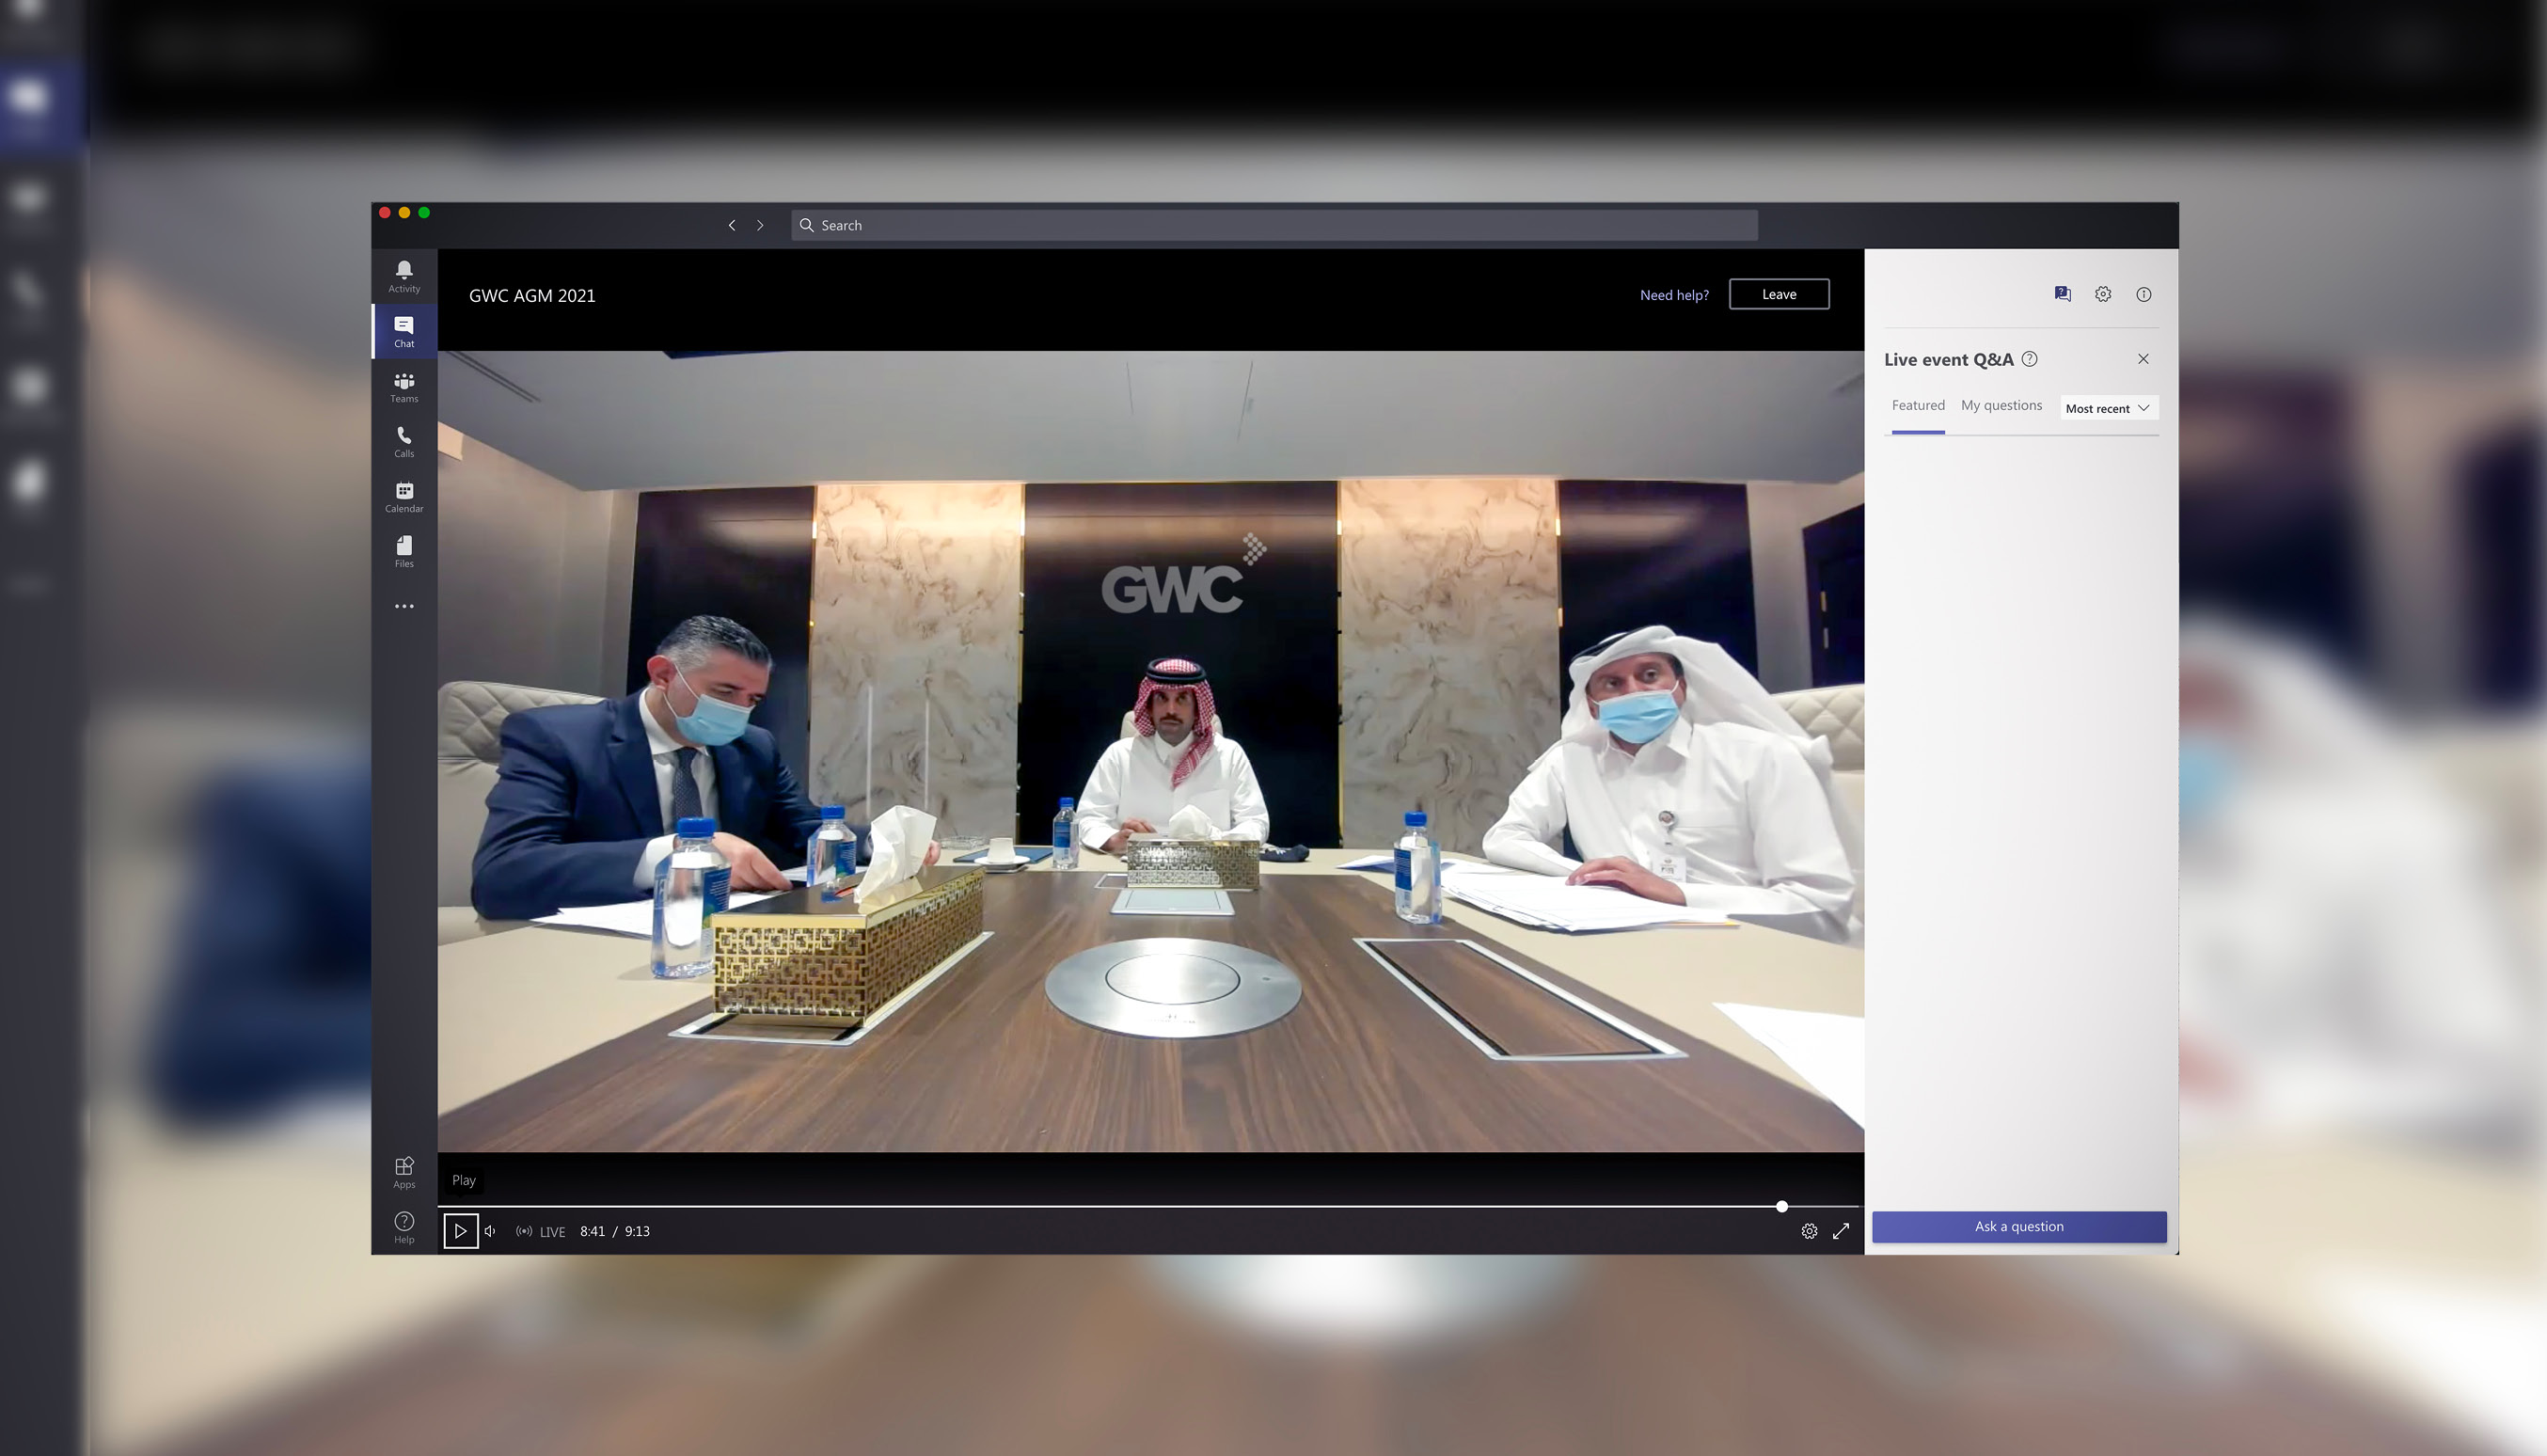 Search
Activity
Chat
Teams
Calls
Calendar
Files
Apps
Help
GWC AGM 2021
Need help?
Leave
GWC
Play
LIVE
8:41 / 9:13
Live event Q&A
Featured
My questions
Most recent
Ask a question